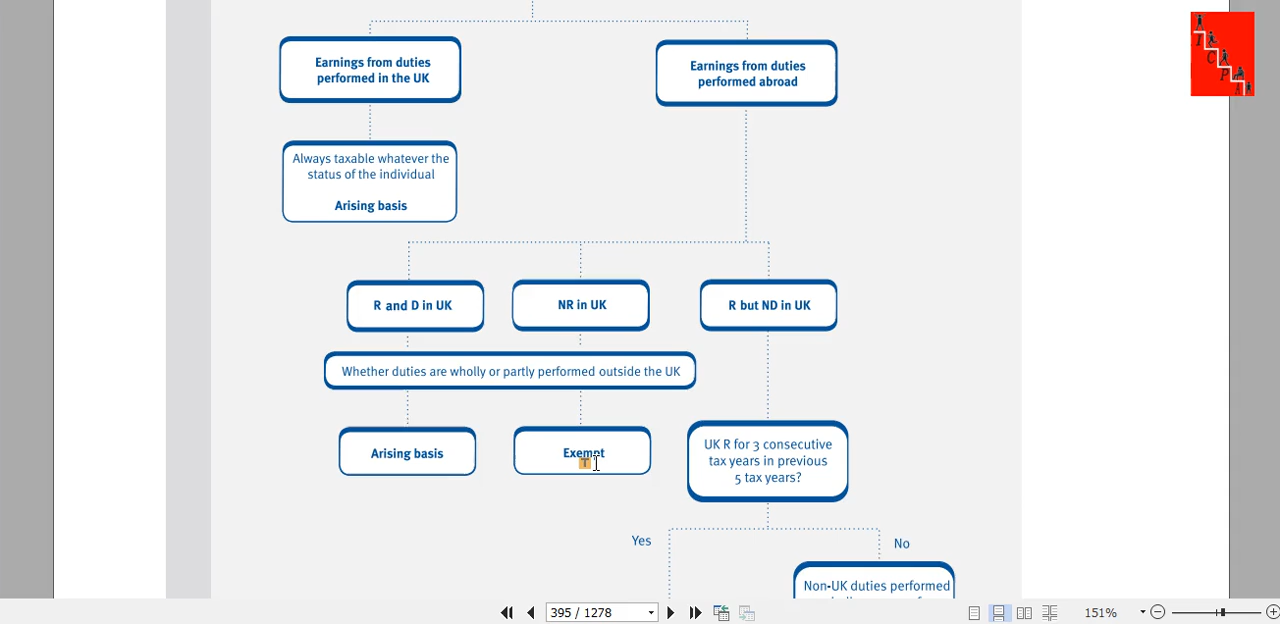 Earnings from duties
performed in the UK
Earnings from duties
performed abroad
Always taxable whatever the
status of the individual
Arising basis
R and D in UK
NR in UK
R but ND in UK
Whether duties are wholly or partly performed outside the UK
Arising basis
Exempt
T
UK R for 3 consecutive
tax years in previous
5 tax years?
Yes
No
Non-UK duties performed
I
C
P
A
395 / 1278
151%